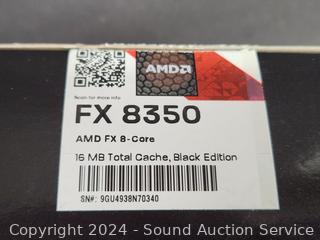 AMD
Scan for more info
FX 8350
AMD FX 8-Core
16 MB Total Cache, Black Edition
SN#: 9GU4938N70340
Copyright 2024 - Sound Auction Service